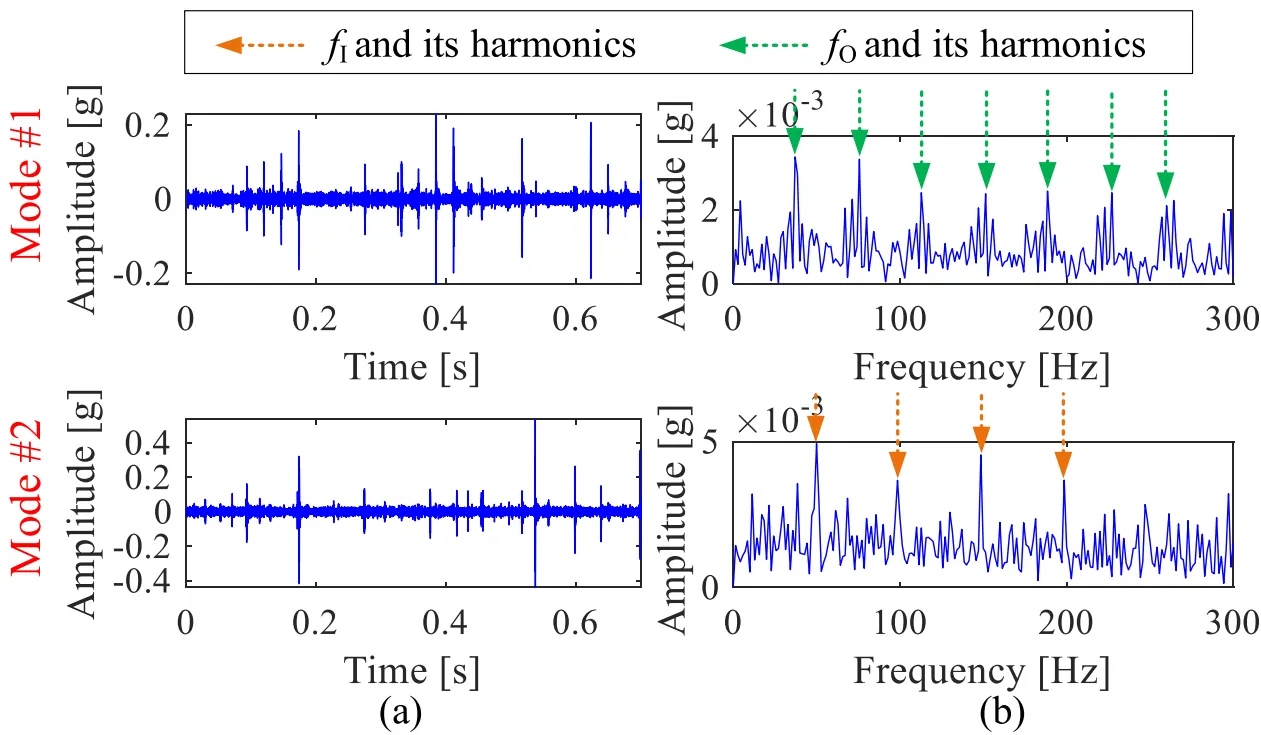 fI and its harmonics fO and its harmonics
Mode #1
Amplitude [g]
0.2
0
-0.2
0 0.2 0.4 0.6
Time [s]
Amplitude [g]
×10-3
4
2
0
0 100 200 300
Frequency [Hz]
Mode #2
Amplitude [g]
0.4
0.2
0
-0.2
-0.4
0 0.2 0.4 0.6
Time [s]
Amplitude [g]
×10-3
5
0
0 100 200 300
Frequency [Hz]
(a) (b)